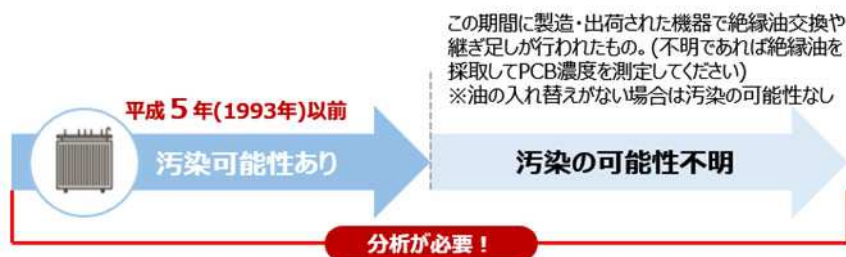 この期間に製造・出荷された機器で絶縁油交換や
継ぎ足しが行われたもの。(不明であれば絶縁油を
採取してPCB濃度を測定してください)
※油の入れ替えがない場合は汚染の可能性なし
平成5年(1993年)以前
汚染可能性あり
汚染の可能性不明
分析が必要!